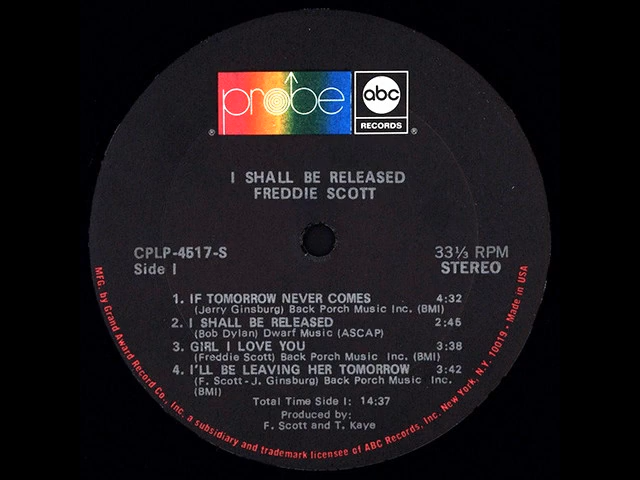 probe
abc
RECORDS
®
®
I SHALL BE RELEASED
FREDDIE SCOTT
CPLP-4517-S
Side I
33⅓ RPM
STEREO
1. IF TOMORROW NEVER COMES 4:32
(Jerry Ginsburg) Back Porch Music Inc. (BMI)
2. I SHALL BE RELEASED 2:45
(Bob Dylan) Dwarf Music (ASCAP)
3. GIRL I LOVE YOU 3:38
(Freddie Scott) Back Porch Music Inc. (BMI)
4. I'LL BE LEAVING HER TOMORROW 3:42
(F. Scott - J. Ginsburg) Back Porch Music Inc.
(BMI)
Total Time Side I: 14:37
Produced by:
F. Scott and T. Kaye
MFG. by Grand Award Record Co., Inc. a subsidiary and trademark licensee of ABC Records, Inc. New York, N.Y. 10019 • Made in USA